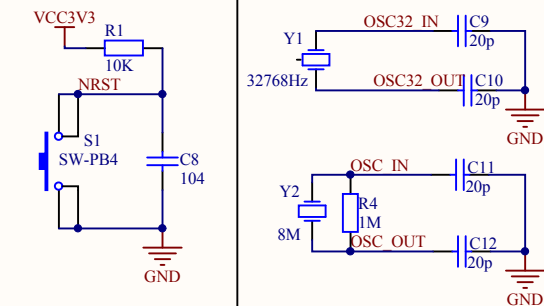 VCC3V3
R1
10K
NRST
S1
SW-PB4
C8
104
GND
OSC32_IN
C9
20p
Y1
32768Hz
OSC32_OUT
C10
20p
GND
OSC_IN
C11
20p
Y2
8M
R4
1M
OSC_OUT
C12
20p
GND